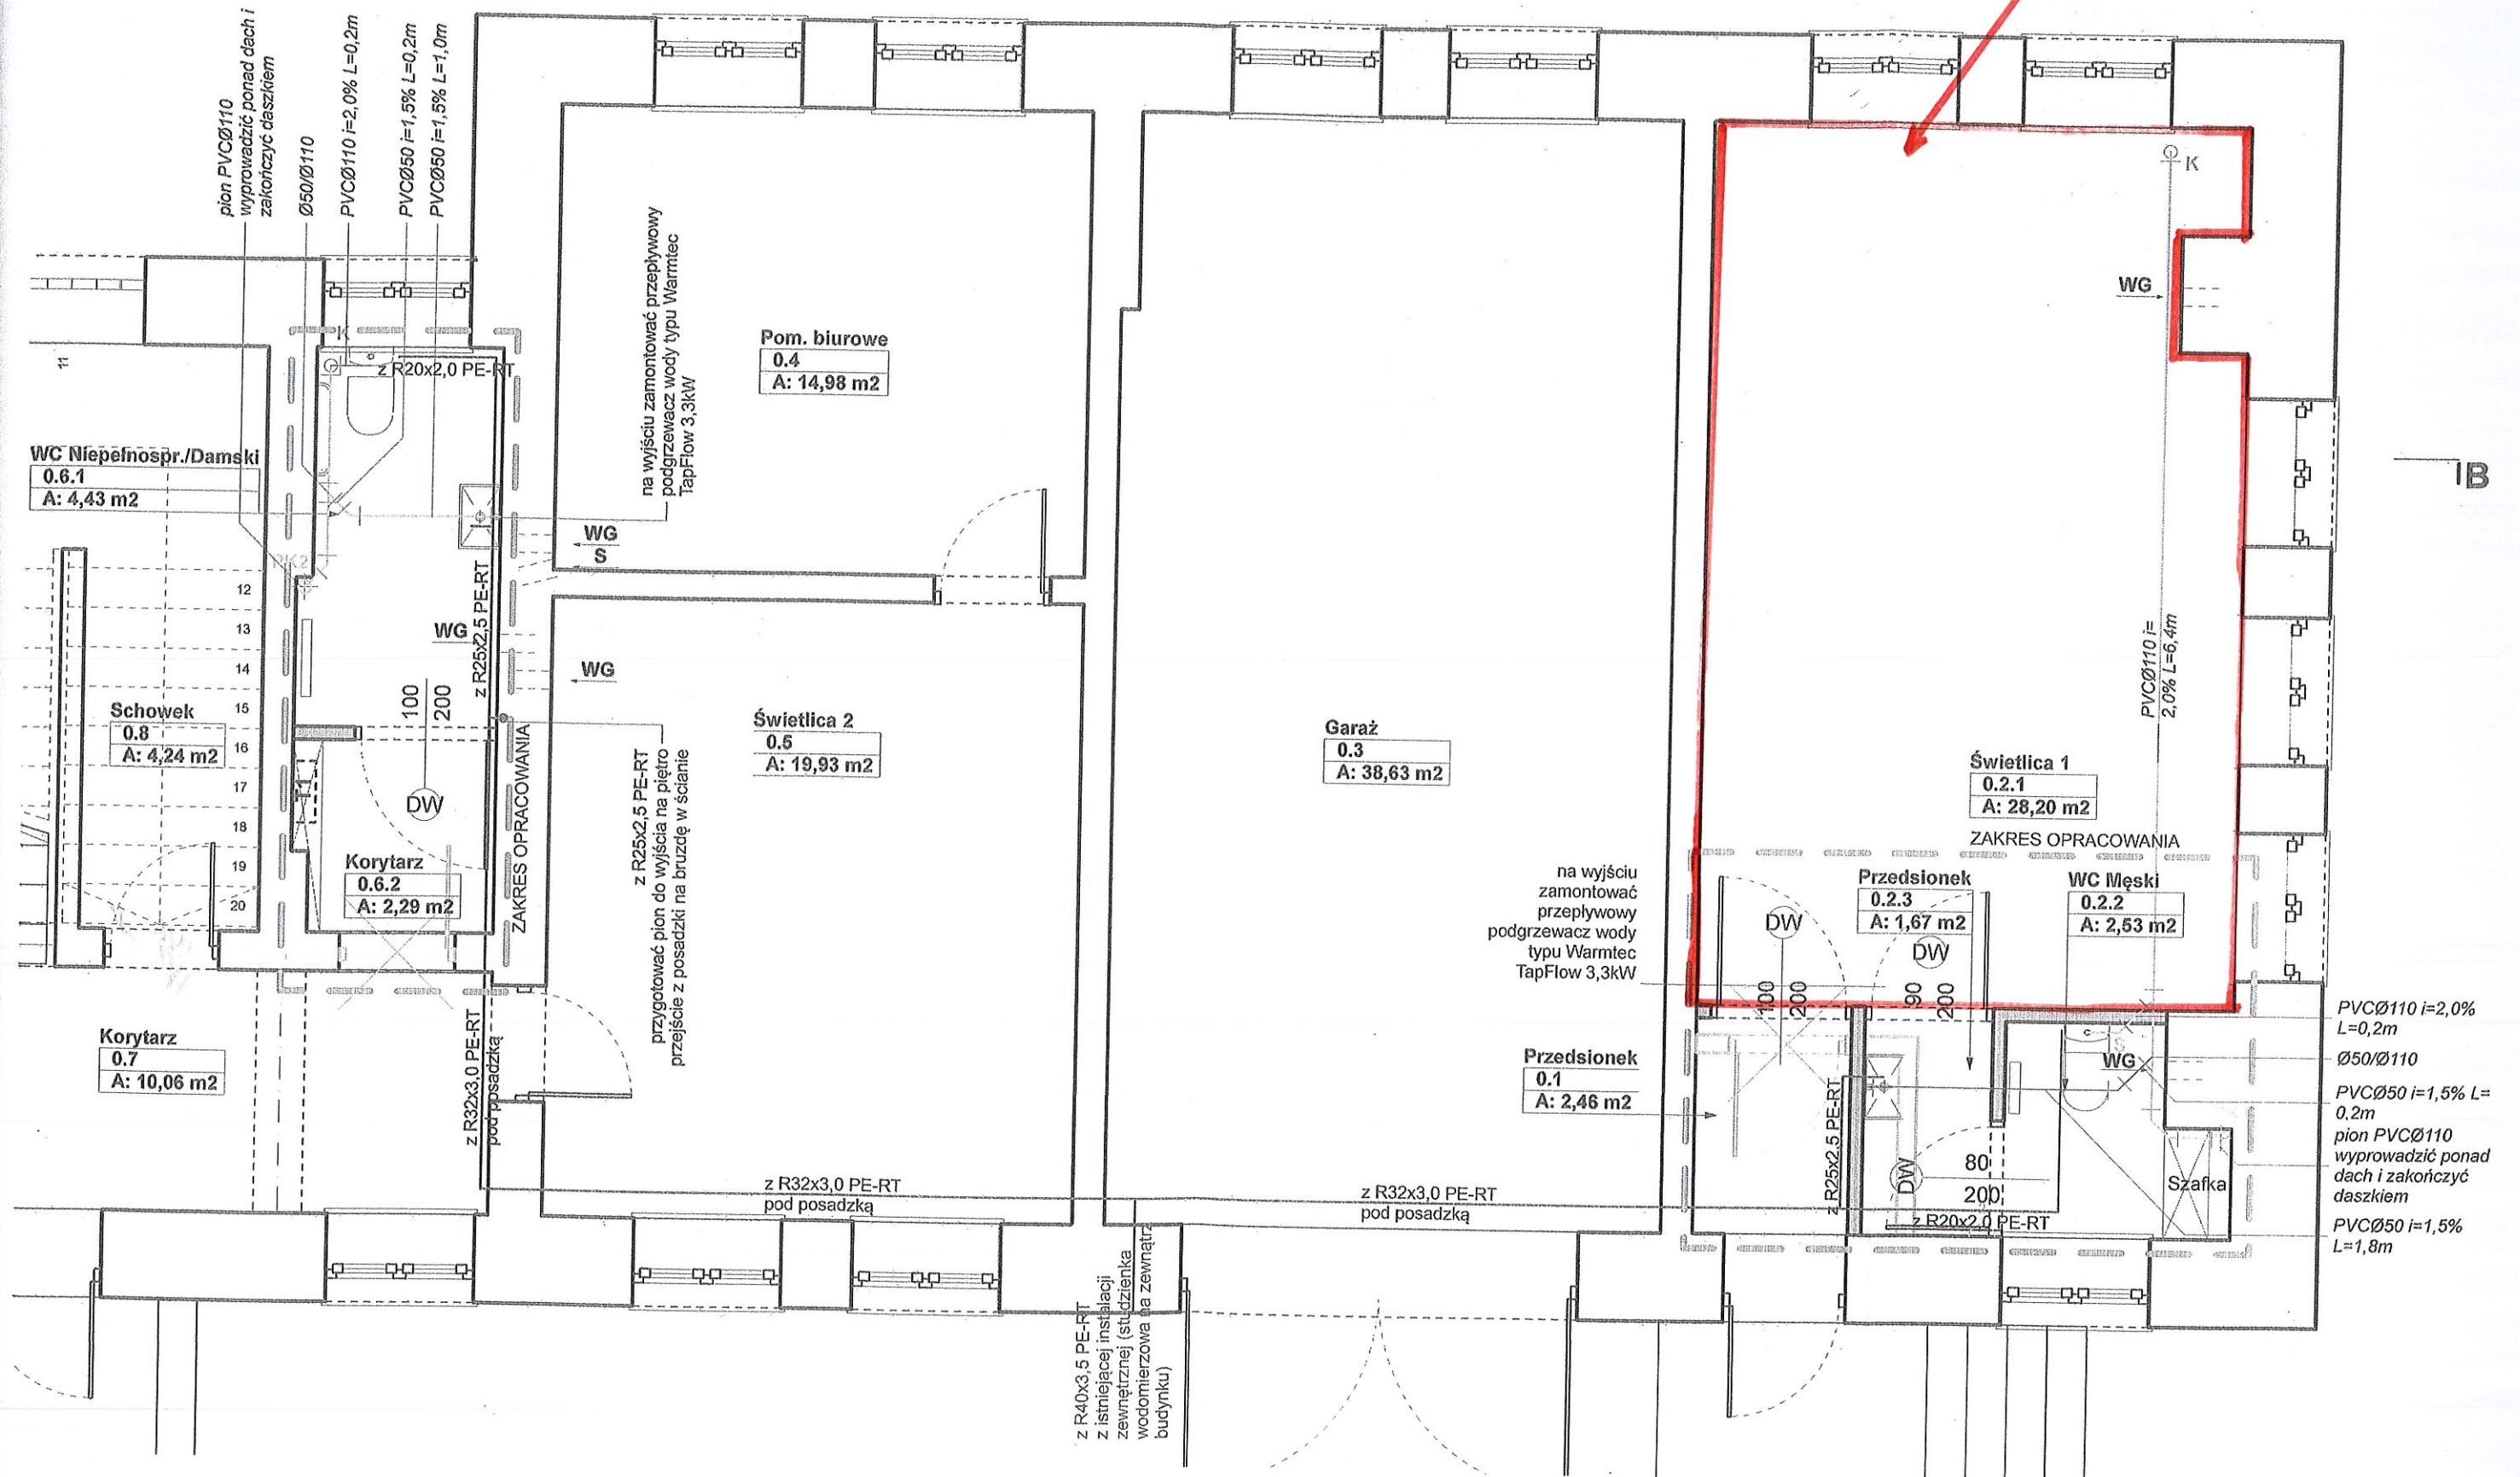 pion PVCØ110
wyprowadzić ponad dach i
zakończyć daszkiem
Ø50/Ø110
PVCØ110 i=2,0% L=0,2m
PVCØ50 i=1,5% L=0,2m
PVCØ50 i=1,5% L=1,0m
K
11
z R20x2,0 PE-RT
WC Niepełnospr./Damski
0.6.1
A: 4,43 m2
12
13
14
15
16
17
18
19
20
Schowek
0.8
A: 4,24 m2
100
200
DW
z R25x2,5 PE-RT
WG
ZAKRES OPRACOWANIA
Korytarz
0.6.2
A: 2,29 m2
Korytarz
0.7
A: 10,06 m2
z R32x3,0 PE-RT
pod posadzką
na wyjściu zamontować przepływowy
podgrzewacz wody typu Warmtec
TapFlow 3,3kW
WG
S
WG
Pom. biurowe
0.4
A: 14,98 m2
z R25x2,5 PE-RT
przygotować pion do wyjścia na piętro
przejście z posadzki na bruzdę w ścianie
Świetlica 2
0.5
A: 19,93 m2
z R32x3,0 PE-RT
pod posadzką
z R40x3,5 PE-RT
z istniejącej instalacji
zewnętrznej (studzienka
wodomierzowa na zewnątrz
budynku)
Garaż
0.3
A: 38,63 m2
na wyjściu
zamontować
przepływowy
podgrzewacz wody
typu Warmtec
TapFlow 3,3kW
z R32x3,0 PE-RT
pod posadzką
Przedsionek
0.1
A: 2,46 m2
K
WG
PVCØ110 i=
2,0% L=6,4m
B
Świetlica 1
0.2.1
A: 28,20 m2
ZAKRES OPRACOWANIA
Przedsionek
0.2.3
A: 1,67 m2
WC Męski
0.2.2
A: 2,53 m2
DW
100
200
DW
90
200
z R25x2,5 PE-RT
DW
80
200
z R20x2,0 PE-RT
WG
Szafka
PVCØ110 i=2,0%
L=0,2m
Ø50/Ø110
PVCØ50 i=1,5% L=
0,2m
pion PVCØ110
wyprowadzić ponad
dach i zakończyć
daszkiem
PVCØ50 i=1,5%
L=1,8m